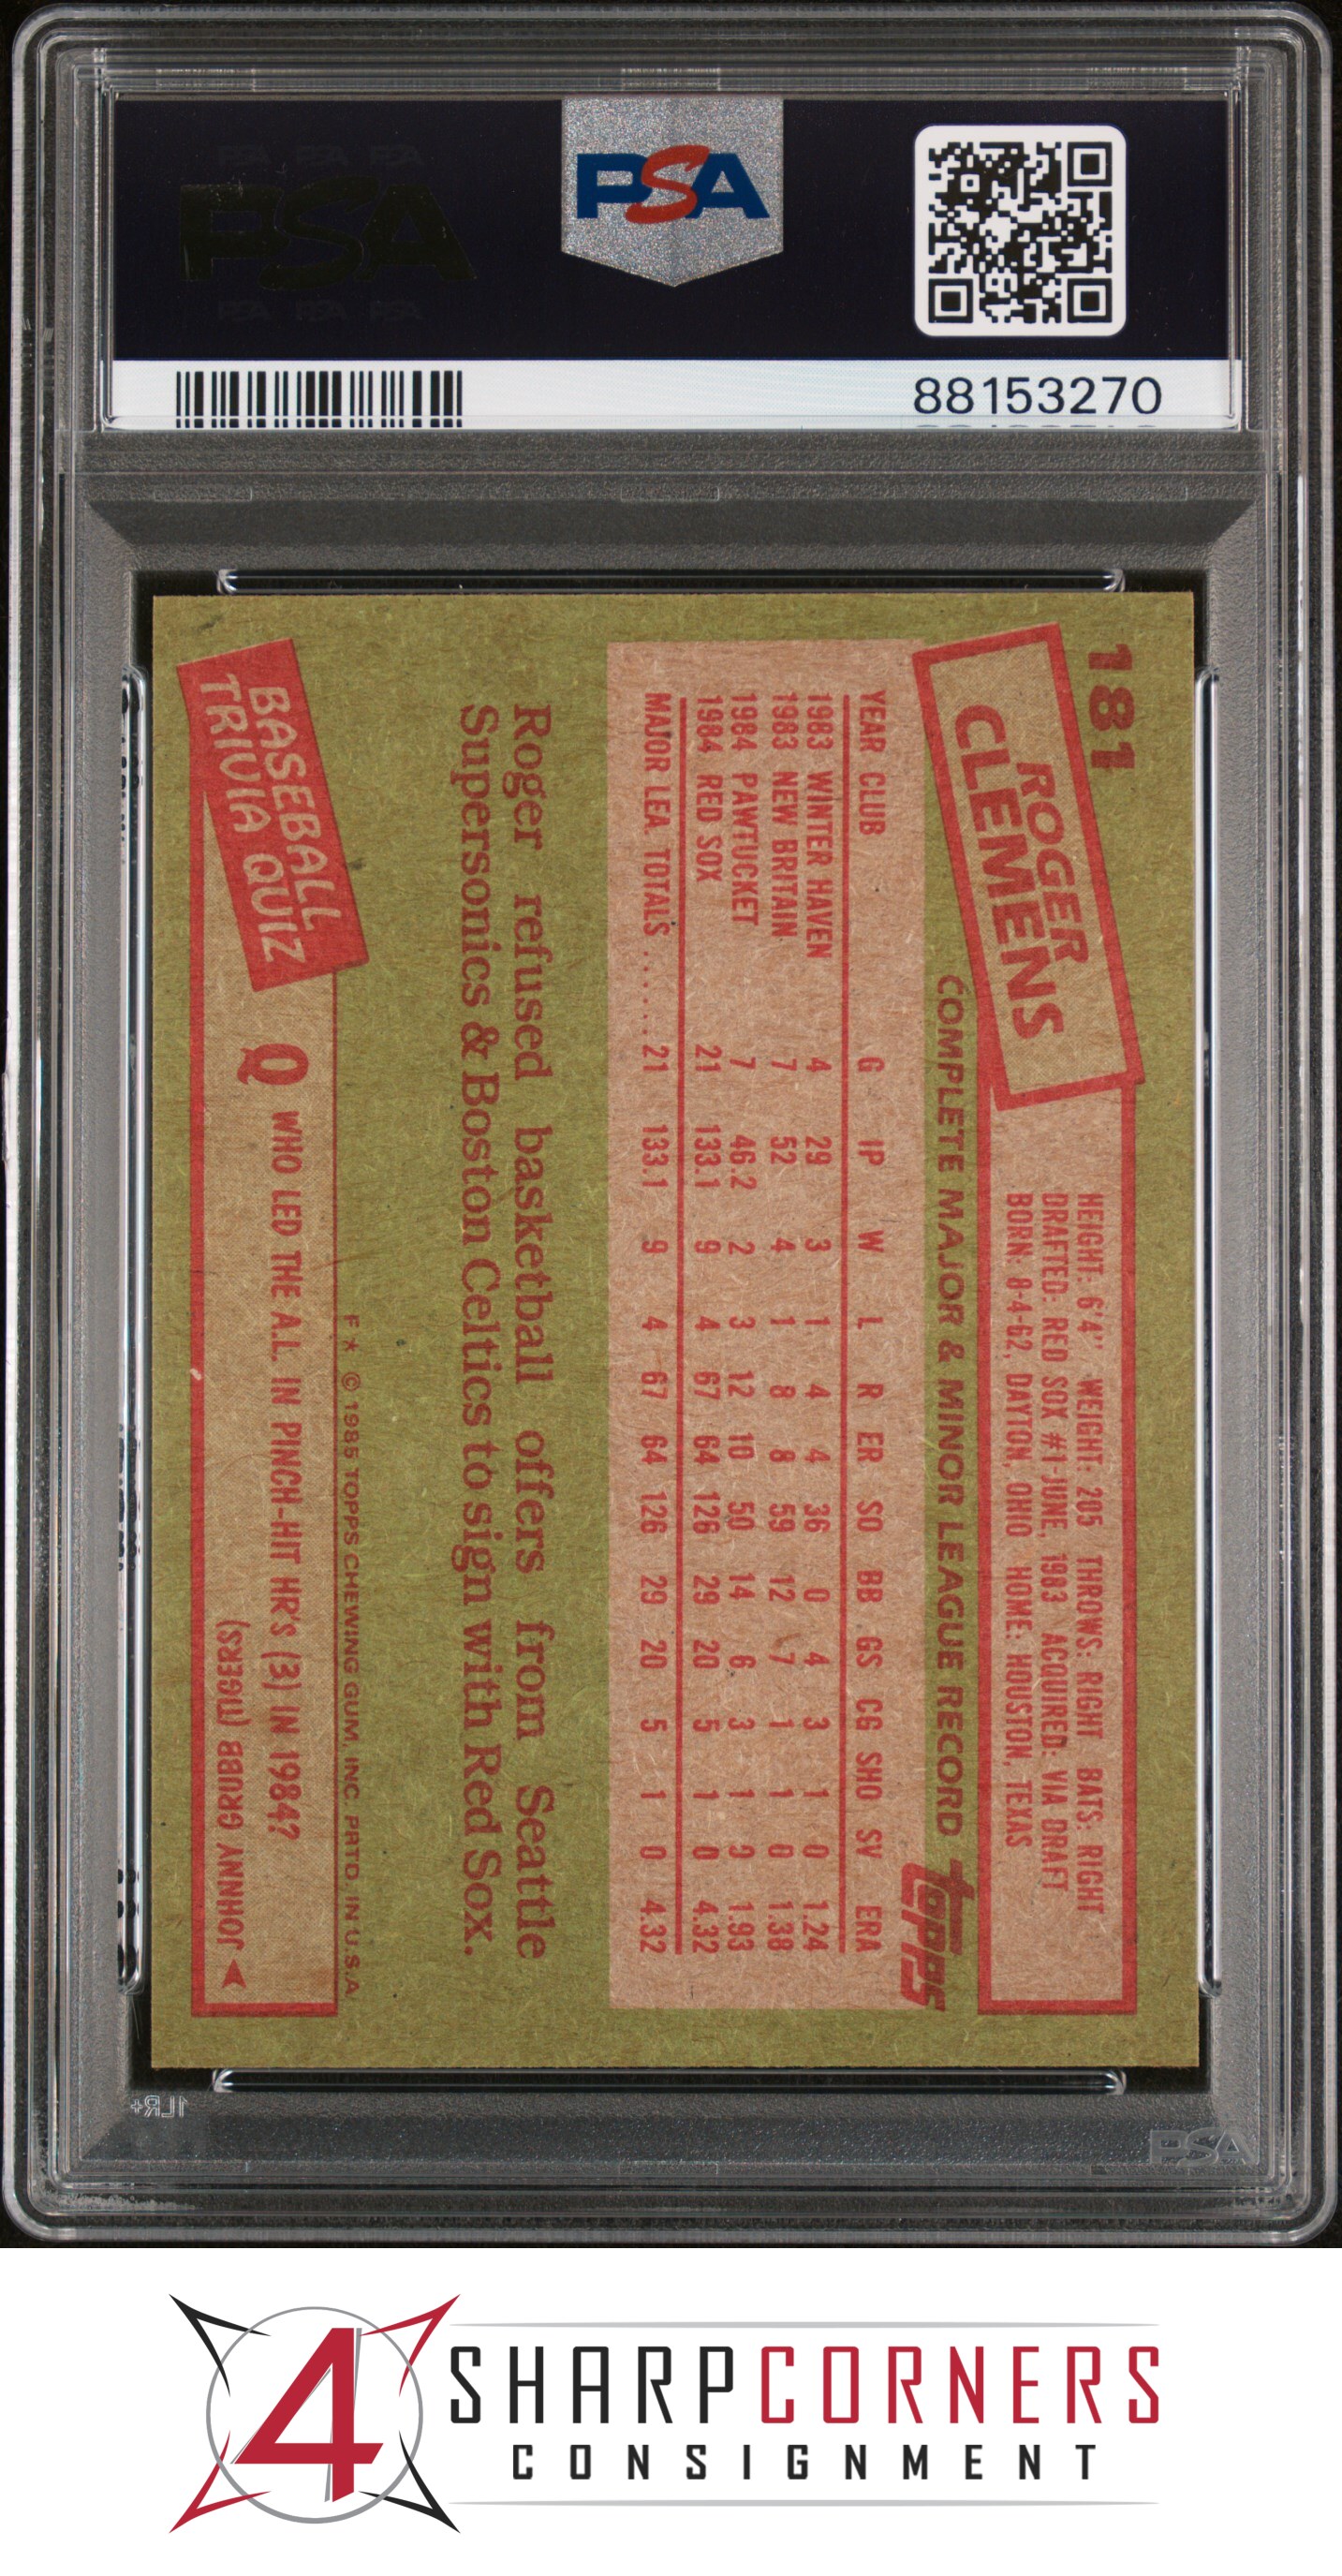 PSA PSA PSA
PSA
PSA PSA PSA
PSA
88153270
181
ROGER
CLEMENS
HEIGHT: 6'4" WEIGHT: 205 THROWS: RIGHT BATS: RIGHT
DRAFTED: RED SOX #1-JUNE, 1983 ACQUIRED: VIA DRAFT
BORN: 8-4-62, DAYTON, OHIO HOME: HOUSTON, TEXAS
COMPLETE MAJOR & MINOR LEAGUE RECORD
topps
YEAR CLUB G IP W L R ER SO BB GS CG SHO SV ERA
1983 WINTER HAVEN 4 29 3 1 4 4 36 0 4 3 1 0 1.24
1983 NEW BRITAIN 7 52 4 1 8 8 59 12 7 1 1 0 1.38
1984 PAWTUCKET 7 46.2 2 3 12 10 50 14 6 3 1 0 1.93
1984 RED SOX 21 133.1 9 4 67 64 126 29 20 5 1 0 4.32
MAJOR LEA. TOTALS ...... 21 133.1 9 4 67 64 126 29 20 5 1 0 4.32
Roger refused basketball offers from Seattle
Supersonics & Boston Celtics to sign with Red Sox.
F* © 1985 TOPPS CHEWING GUM, INC. PRTD. IN U.S.A
BASEBALL
TRIVIA QUIZ
Q WHO LED THE A.L. IN PINCH-HIT HR'S (3) IN 1984?
JOHNNY GRUBB (TIGERS)
1LR+
PSA
4
SHARPCORNERS
CONSIGNMENT